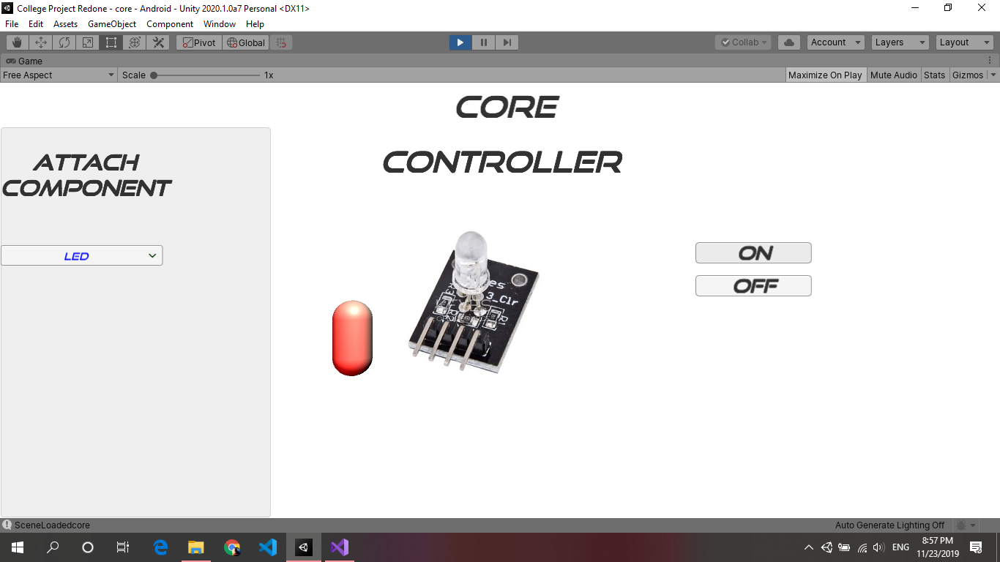 College Project Redone - core - Android - Unity 2020.1.0a7 Personal <DX11>
File Edit Assets GameObject Component Window Help
Pivot Global Collab Account Layers Layout
Game
Free Aspect Scale 1x Maximize On Play Mute Audio Stats Gizmos
CORE
CONTROLLER
ATTACH
COMPONENT
LED
ON
OFF
3_Clr
R1
SceneLoadedcore
Auto Generate Lighting Off
ENG
8:57 PM
11/23/2019